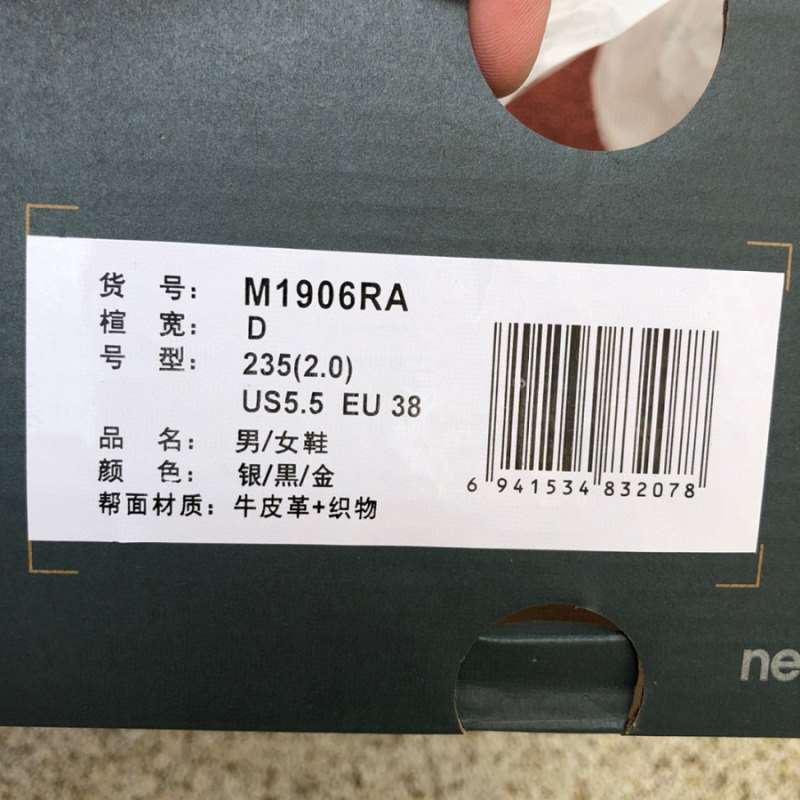 货 号： M1906RA
楦 宽： D
号 型： 235(2.0)
US5.5 EU 38
品 名： 男/女鞋
颜 色： 银/黑/金
帮面材质：牛皮革+织物
6 941534 832078
ne